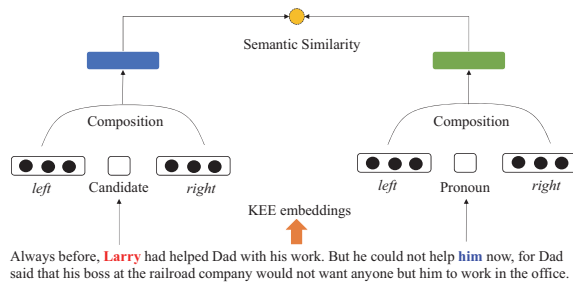 Semantic Similarity
Composition
Composition
left
Candidate
right
left
Pronoun
right
KEE embeddings
Always before, Larry had helped Dad with his work. But he could not help him now, for Dad
said that his boss at the railroad company would not want anyone but him to work in the office.